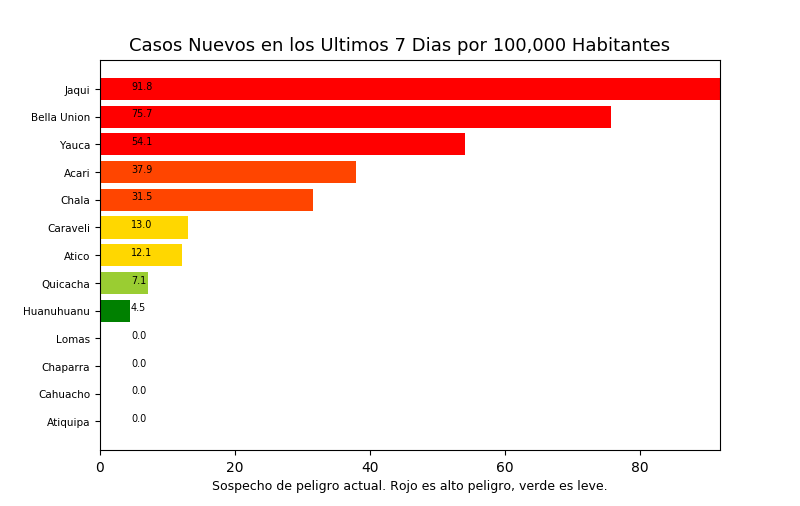 Casos Nuevos en los Ultimos 7 Dias por 100,000 Habitantes
Jaqui 91.8
Bella Union 75.7
Yauca 54.1
Acari 37.9
Chala 31.5
Caraveli 13.0
Atico 12.1
Quicacha 7.1
Huanuhuanu 4.5
Lomas 0.0
Chaparra 0.0
Cahuacho 0.0
Atiquipa 0.0
0 20 40 60 80
Sospecho de peligro actual. Rojo es alto peligro, verde es leve.